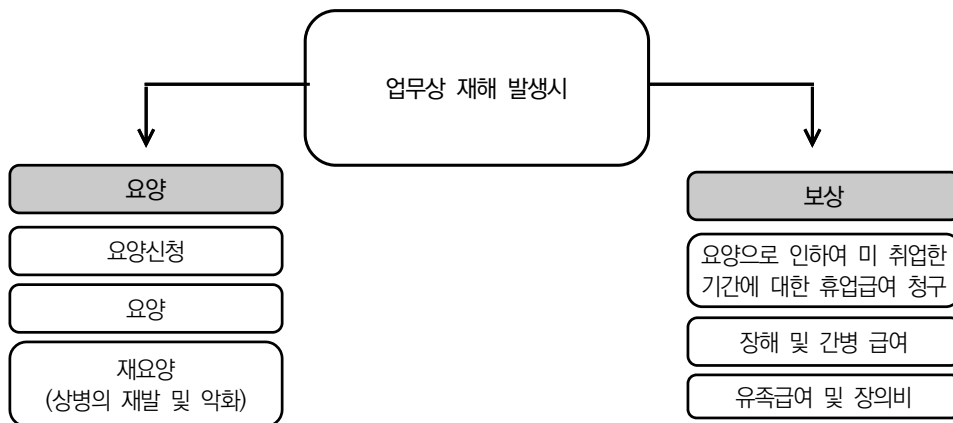 업무상 재해 발생시
요양
요양신청
요양
재요양
(상병의 재발 및 악화)
보상
요양으로 인하여 미 취업한
기간에 대한 휴업급여 청구
장해 및 간병 급여
유족급여 및 장의비